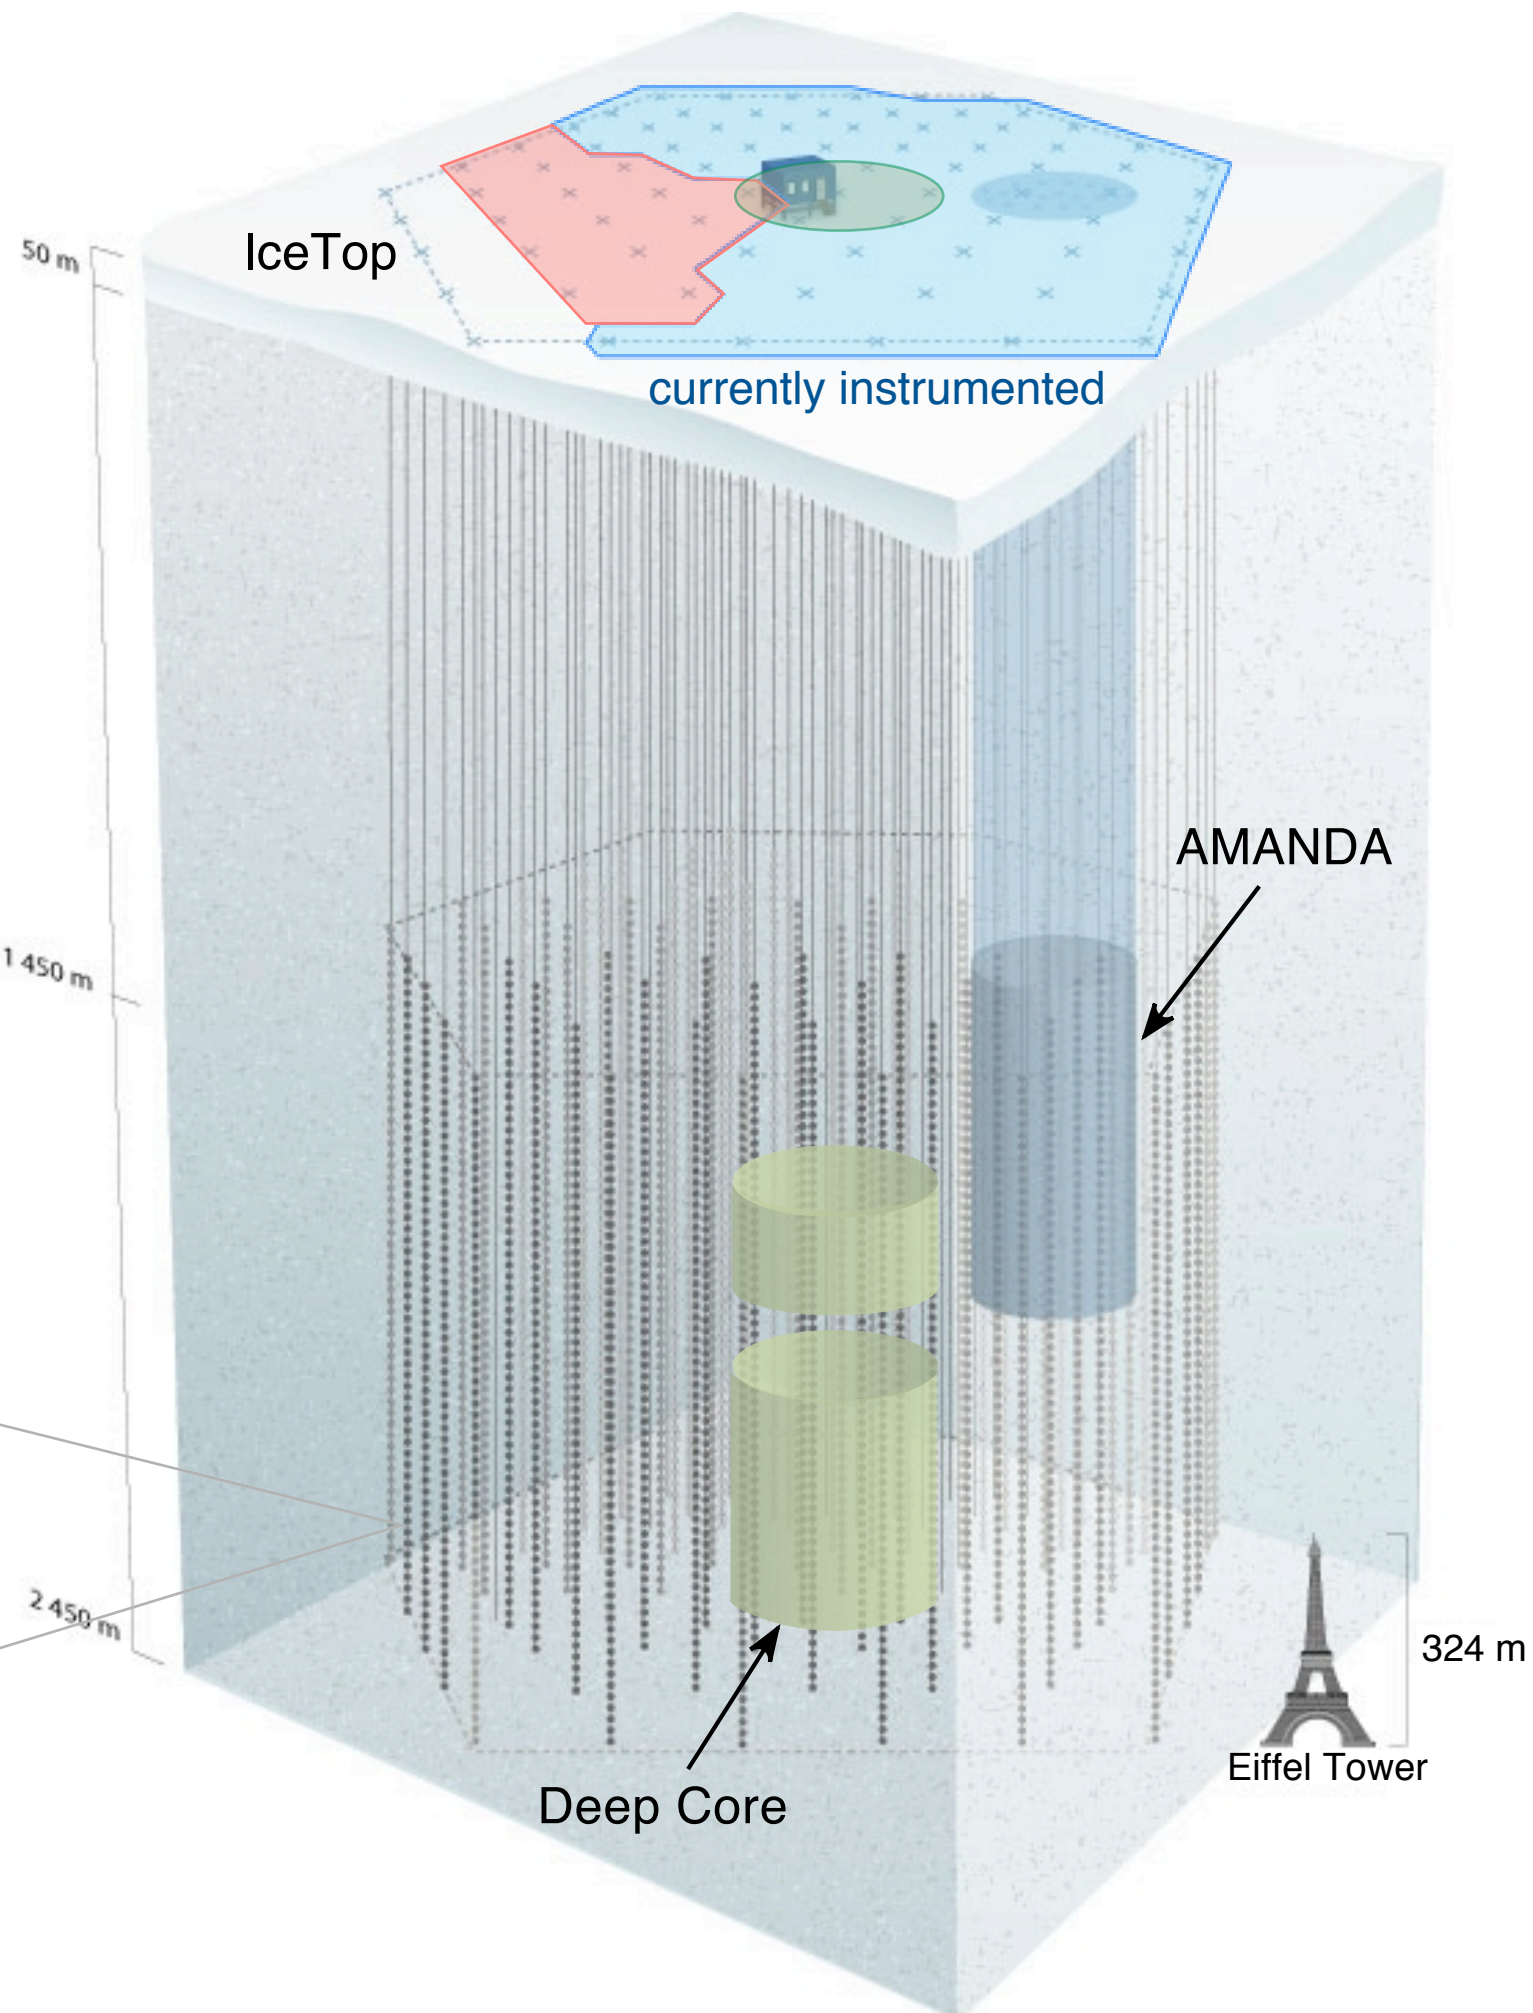 IceTop
50 m
currently instrumented
AMANDA
1 450 m
2 450 m
324 m
Eiffel Tower
Deep Core